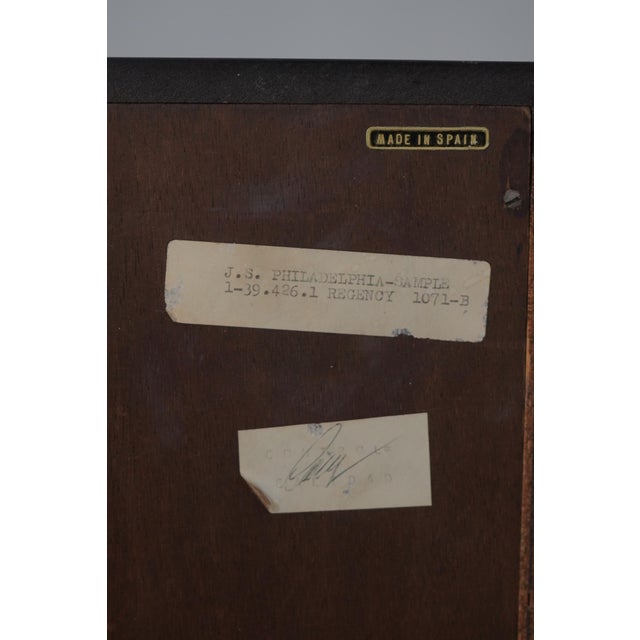 MADE IN SPAIN
J.S. PHILADELPHIA-SAMPLE
1-39.426.1 REGENCY 1071-B